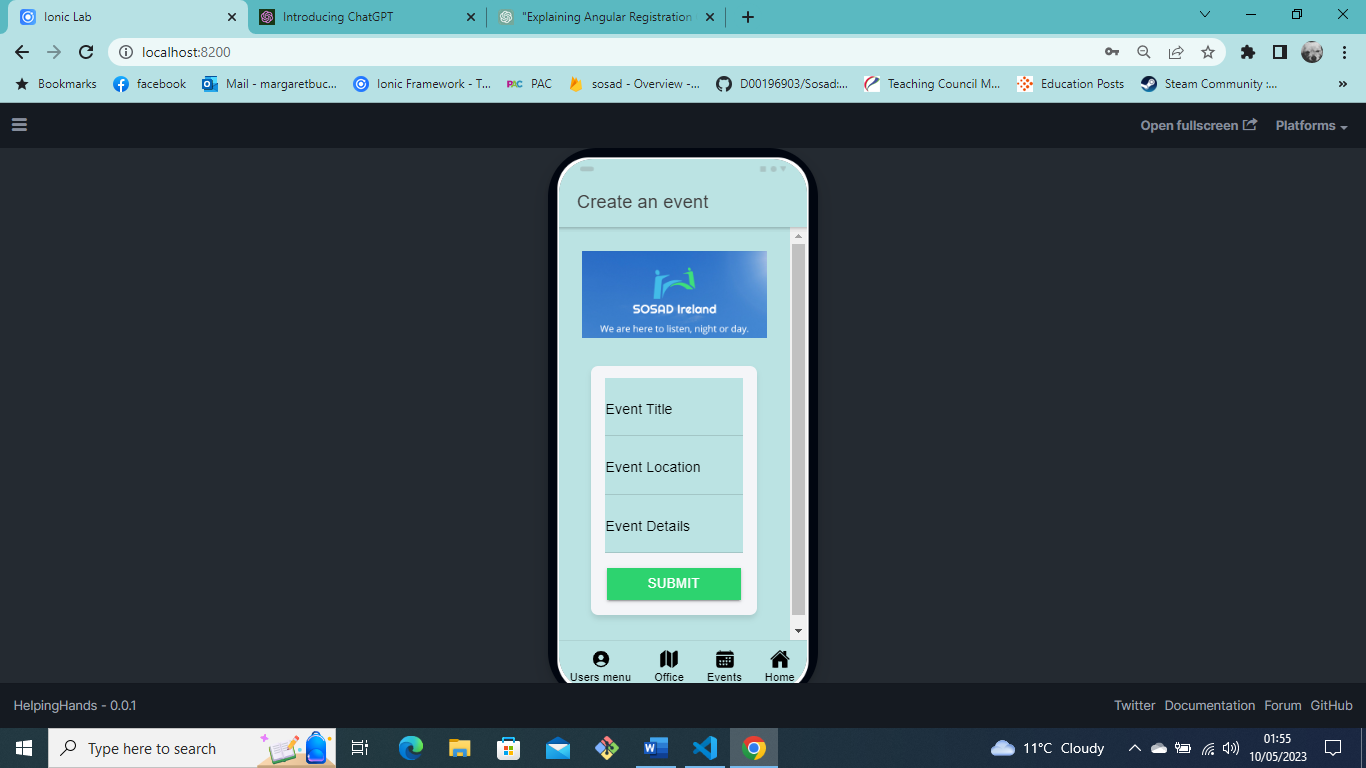 Ionic Lab
Introducing ChatGPT
"Explaining Angular Registration
localhost:8200
Bookmarks
facebook
Mail - margaretbuc...
Ionic Framework - T...
PAC PAC
sosad - Overview -...
D00196903/Sosad:...
Teaching Council M...
Education Posts
Steam Community :...
»
Open fullscreen
Platforms
Create an event
SOSAD Ireland
We are here to listen, night or day.
Event Title
Event Location
Event Details
SUBMIT
Users menu
Office
Events
Home
HelpingHands - 0.0.1
Twitter Documentation Forum GitHub
Type here to search
11°C Cloudy
01:55
10/05/2023